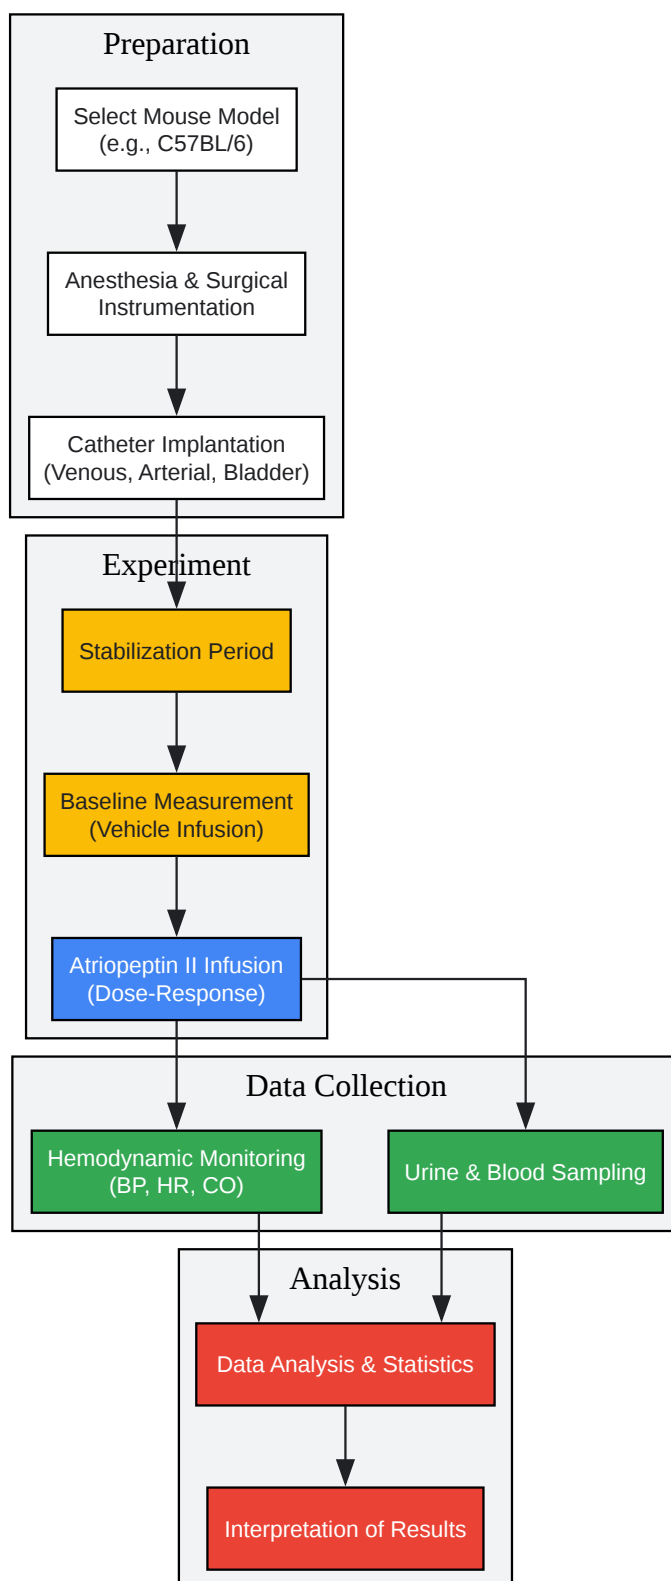 Preparation
Select Mouse Model
(e.g., C57BL/6)
Anesthesia & Surgical
Instrumentation
Catheter Implantation
(Venous, Arterial, Bladder)
Experiment
Stabilization Period
Baseline Measurement
(Vehicle Infusion)
Atriopeptin II Infusion
(Dose-Response)
Data Collection
Hemodynamic Monitoring
(BP, HR, CO)
Urine & Blood Sampling
Analysis
Data Analysis & Statistics
Interpretation of Results